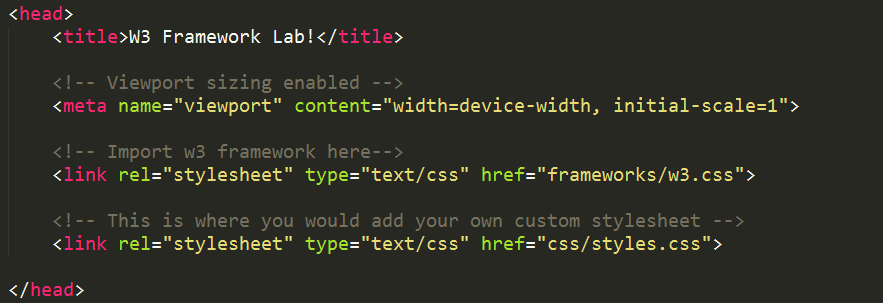 <head>
<title>W3 Framework Lab!</title>
<!-- Viewport sizing enabled -->
<meta name="viewport" content="width=device-width, initial-scale=1">
<!-- Import w3 framework here-->
<link rel="stylesheet" type="text/css" href="frameworks/w3.css">
<!-- This is where you would add your own custom stylesheet -->
<link rel="stylesheet" type="text/css" href="css/styles.css">
</head>